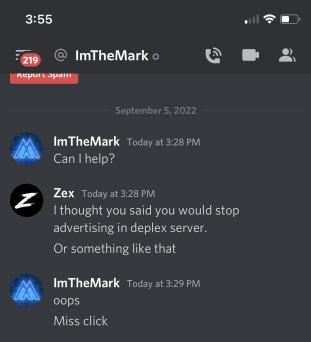 3:55
219
@ ImTheMark
Report Spam
September 5, 2022
ImTheMark Today at 3:28 PM
Can I help?
Zex Today at 3:28 PM
I thought you said you would stop
advertising in deplex server.
Or something like that
ImTheMark Today at 3:29 PM
oops
Miss click